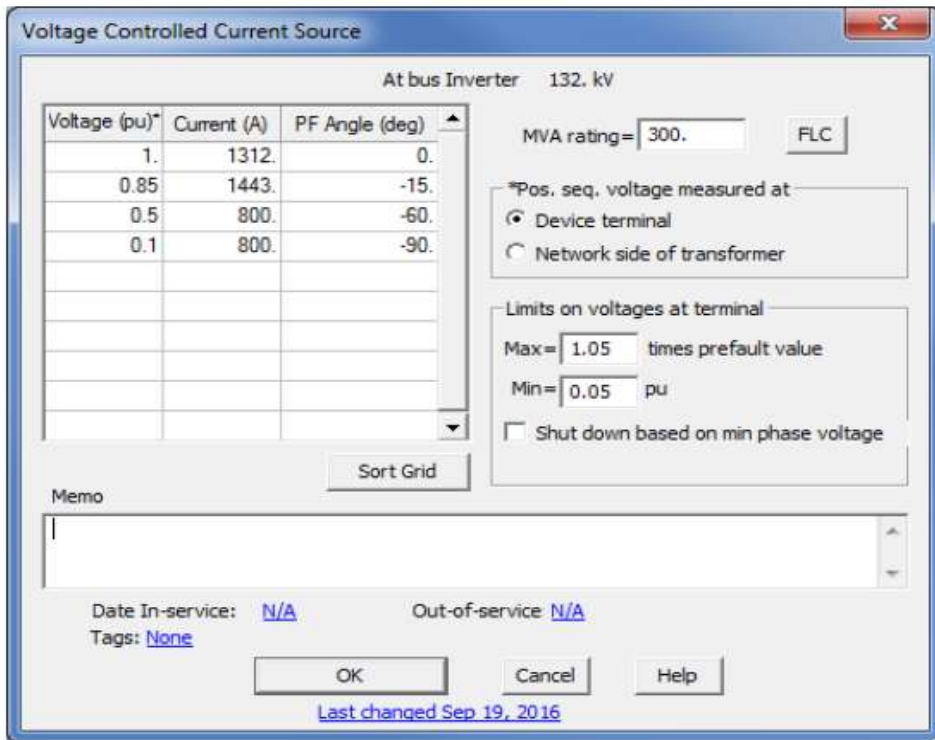 Voltage Controlled Current Source
At bus Inverter 132. kV
Voltage (pu)* Current (A) PF Angle (deg)
1. 1312. 0.
0.85 1443. -15.
0.5 800. -60.
0.1 800. -90.
MVA rating= 300. FLC
*Pos. seq. voltage measured at
Device terminal
Network side of transformer
Limits on voltages at terminal
Max= 1.05 times prefault value
Min= 0.05 pu
Shut down based on min phase voltage
Sort Grid
Memo
Date In-service: N/A Out-of-service N/A
Tags: None
OK Cancel Help
Last changed Sep 19, 2016